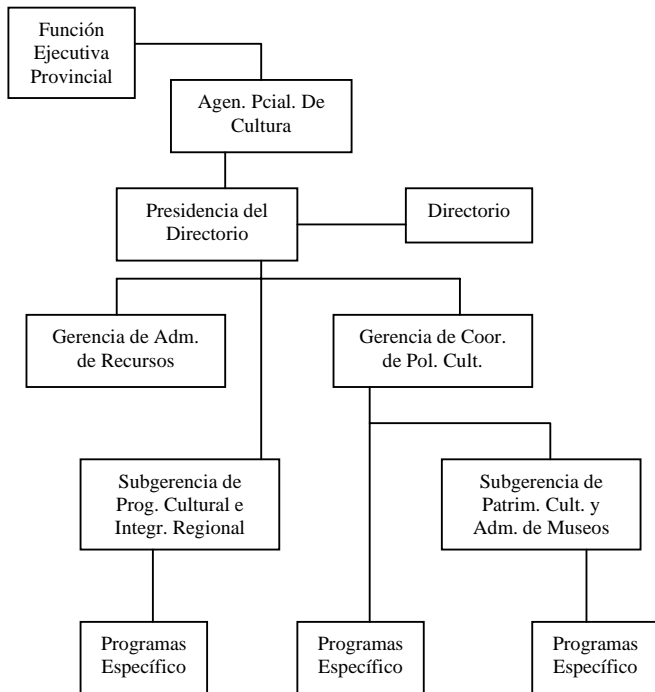 Función
Ejecutiva
Provincial
Agen. Pcial. De
Cultura
Presidencia del
Directorio
Directorio
Gerencia de Adm.
de Recursos
Gerencia de Coor.
de Pol. Cult.
Subgerencia de
Prog. Cultural e
Integr. Regional
Subgerencia de
Patrim. Cult. y
Adm. de Museos
Programas
Específico
Programas
Específico
Programas
Específico